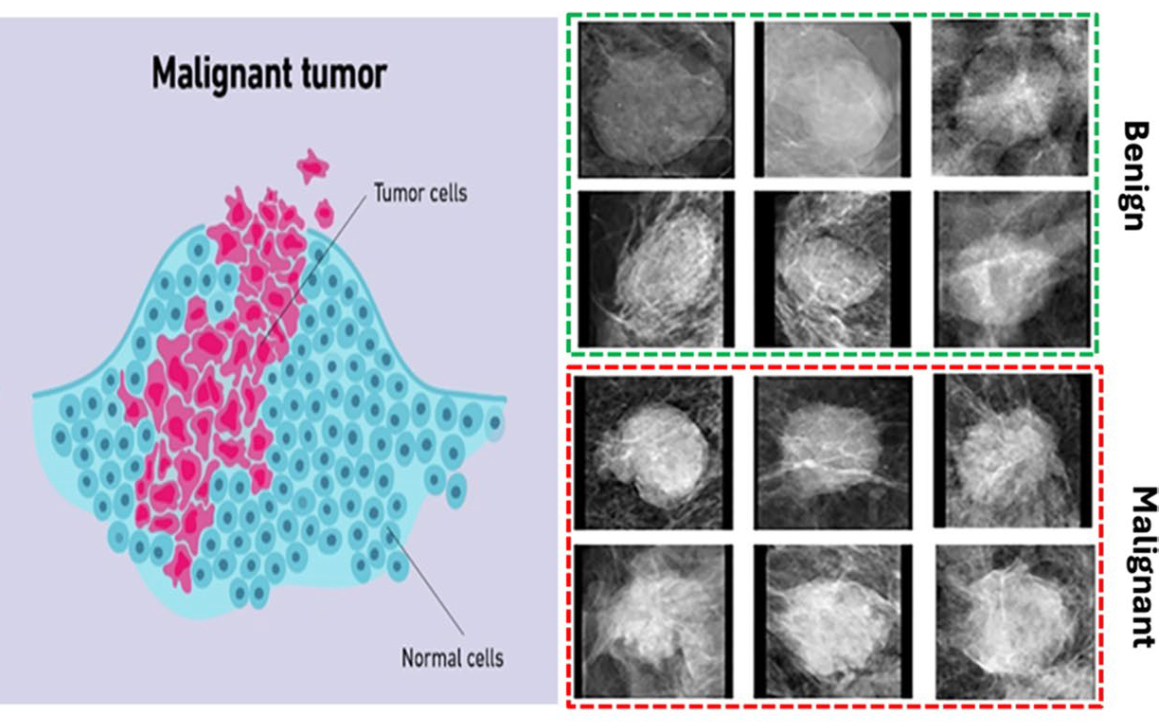 Malignant tumor
Tumor cells
Normal cells
Benign
Malignant